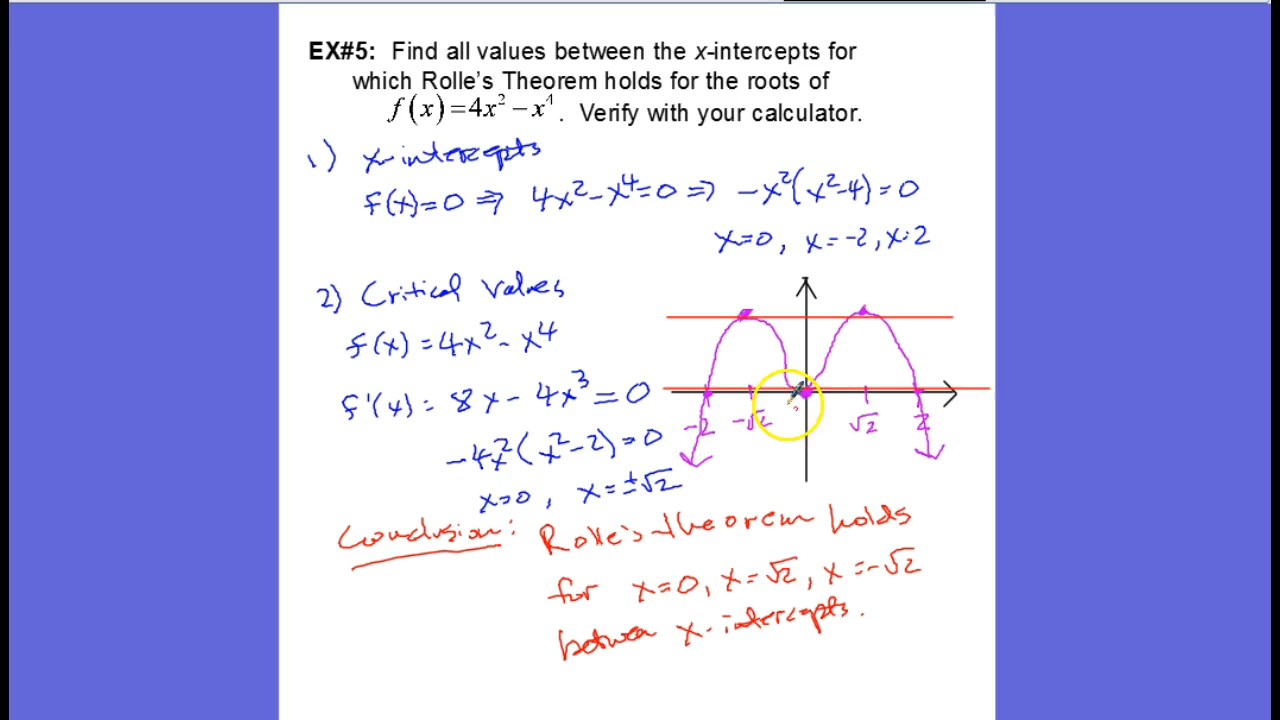 EX#5: Find all values between the x-intercepts for
which Rolle's Theorem holds for the roots of
f(x)=4x²−x⁴. Verify with your calculator.
1) x-intercepts
f(x)=0 ⇒ 4x²-x⁴=0 ⇒ -x²(x²-4)=0
x=0, x=-2, x=2
2) Critical Values
f(x)=4x²-x⁴
f'(x)=8x-4x³=0
-4x²(x²-2)=0
x=0, x=±√2
-2 -√2 √2 2
Conclusion: Rolle's theorem holds
for x=0, x=√2, x=-√2
between x-intercepts.